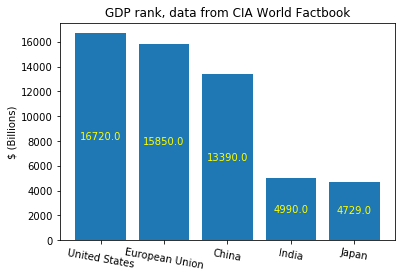 GDP rank, data from CIA World Factbook
$ (Billions)
16000
14000
12000
10000
8000
6000
4000
2000
0
16720.0
15850.0
13390.0
4990.0
4729.0
United States
European Union
China
India
Japan